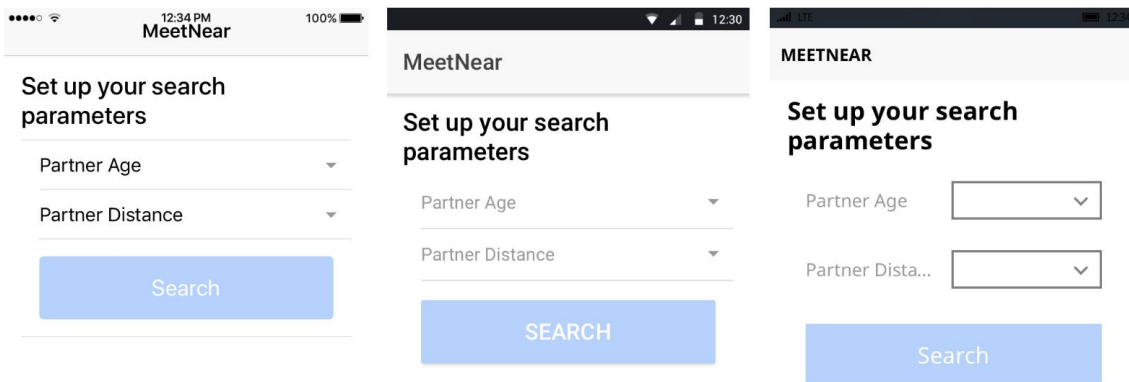 12:34 PM
100%
MeetNear
Set up your search
parameters
Partner Age
Partner Distance
Search
12:30
MeetNear
Set up your search
parameters
Partner Age
Partner Distance
SEARCH
LTE
MEETNEAR
Set up your search
parameters
Partner Age
Partner Dista...
Search